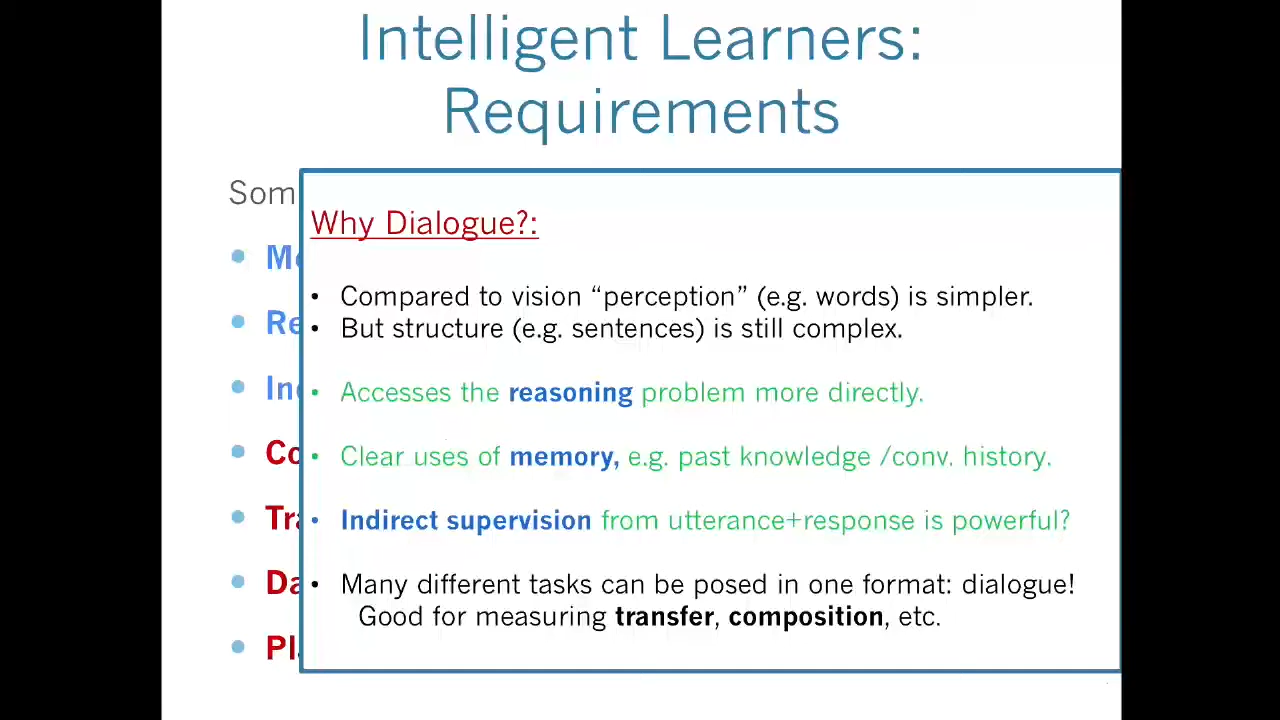 Intelligent Learners:
Requirements
Why Dialogue?:
• Compared to vision “perception” (e.g. words) is simpler.
• But structure (e.g. sentences) is still complex.
• Accesses the reasoning problem more directly.
• Clear uses of memory, e.g. past knowledge /conv. history.
• Indirect supervision from utterance+response is powerful?
• Many different tasks can be posed in one format: dialogue!
Good for measuring transfer, composition, etc.